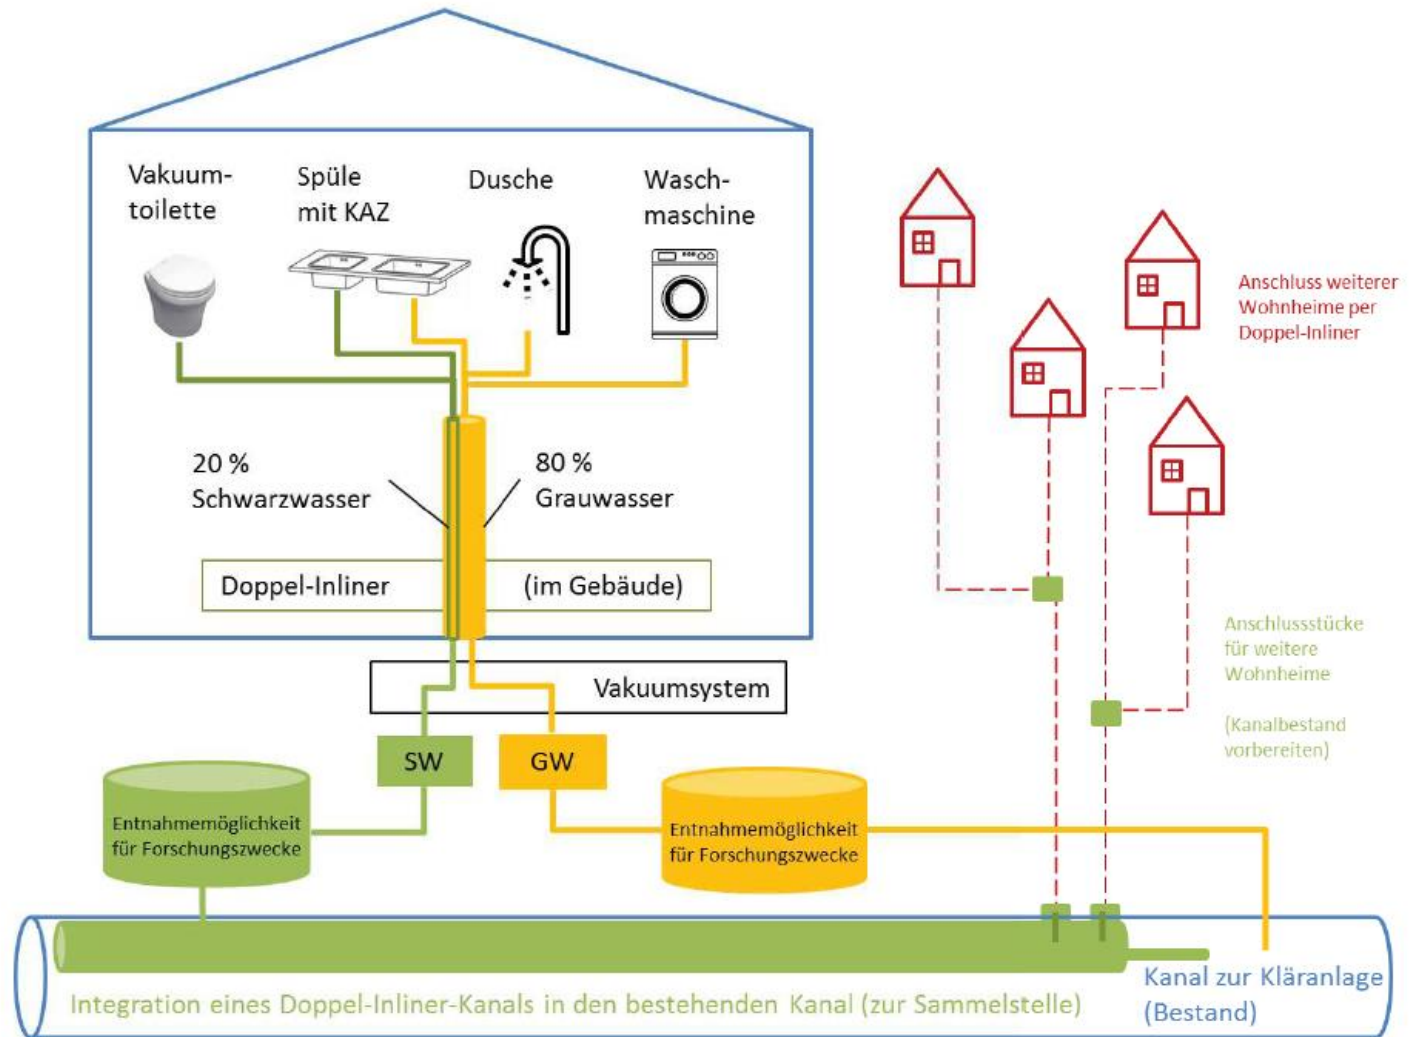 Vakuum-
toilette
Spüle
mit KAZ
Dusche
Wasch-
maschine
20 %
Schwarzwasser
80 %
Grauwasser
Doppel-Inliner
(im Gebäude)
Vakuumsystem
SW
GW
Entnahmemöglichkeit
für Forschungszwecke
Entnahmemöglichkeit
für Forschungszwecke
Anschluss weiterer
Wohnheime per
Doppel-Inliner
Anschlussstücke
für weitere
Wohnheime
(Kanalbestand
vorbereiten)
Integration eines Doppel-Inliner-Kanals in den bestehenden Kanal (zur Sammelstelle)
Kanal zur Kläranlage
(Bestand)